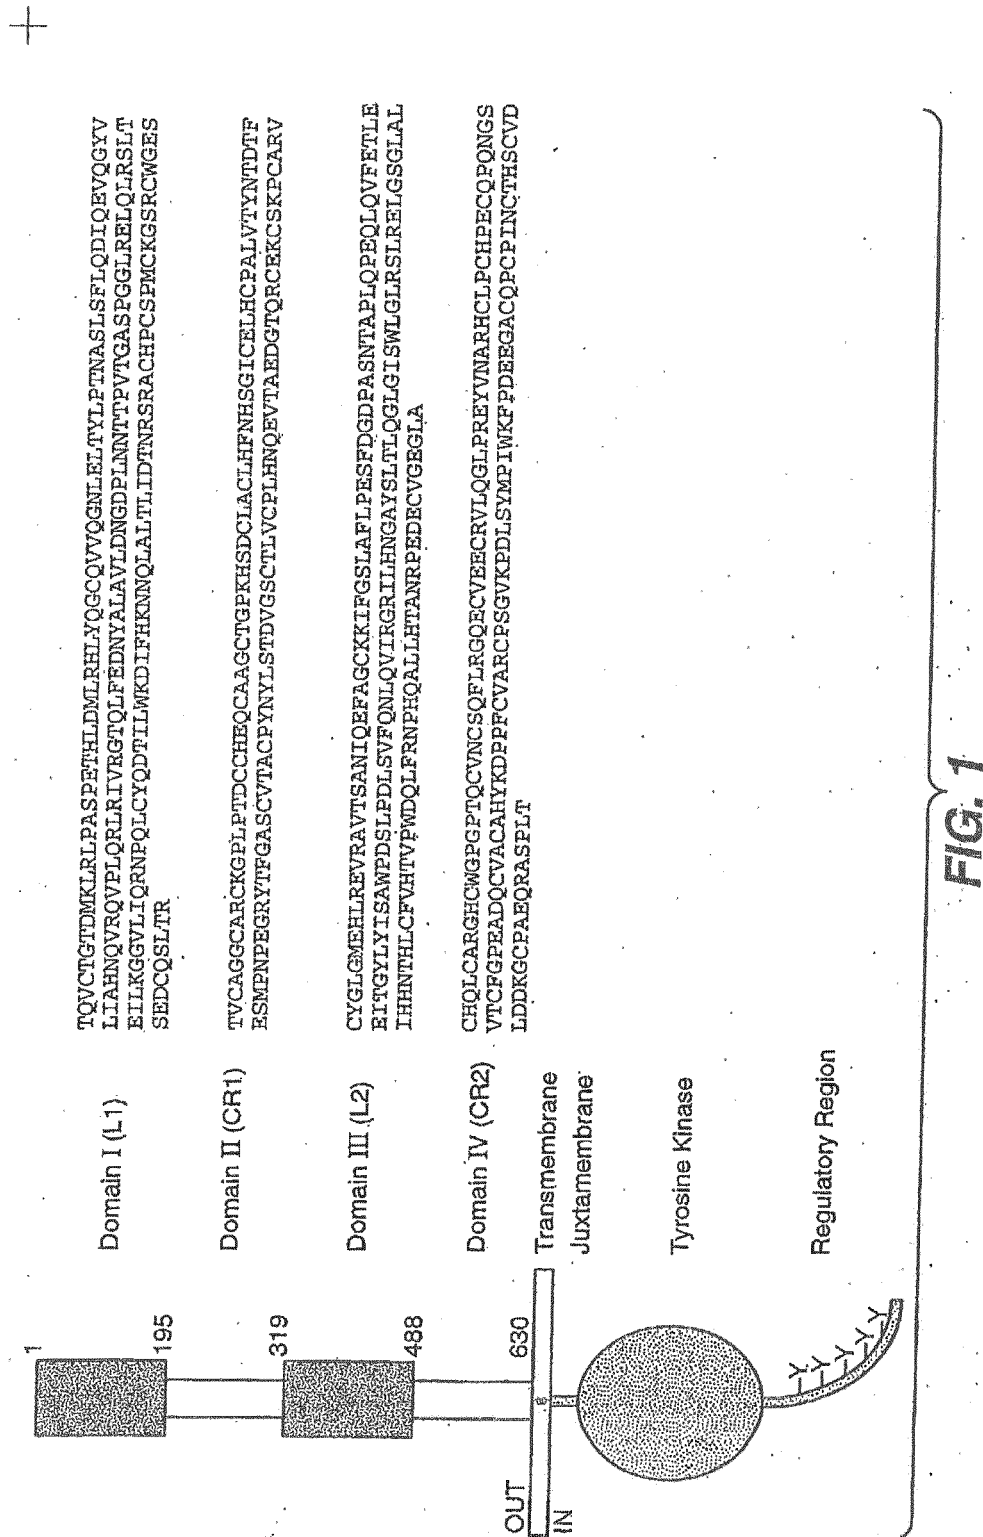 1
195
319
488
630
OUT
IN
Domain I (L1)
TQVCTGTDMKLRLPASPETHLDMLRHLYQGCQVVQGNLELTYLPTNASLSFLQDIQEVQGYV
LIAHNQVRQVPLQRLRIVRGTQLFEDNYALAVLDNGDPLNNTTPVTGASPGGLRELQLRSLT
EILKGGVLIQRNPQLCYQDTILWKDIFHKNNQLALTLIDTNRSRACHPCSPMCKGSRCWGES
SEDCQSLTR
Domain II (CR1)
TVCAGGCARCKGPLPTDCCHEQCAAGCTGPKHSDCLACLHFNHSGICELHCPALVTYNTDTF
ESMPNPEGRYTFGASCVTACPYNYLSTDVGSCTLVCPLHNQEVTAEDGTQRCEKCSKPCARV
Domain III (L2)
CYGLGMEHLREVRAVTSANIQEFAGCKKIFGSLAFLPESFDGDPASNTAPLQPEQLQVFETLE
EITGYLYISAWPDSLPDLSVFQNLQVIRGRILHNGAYSLTLQGLGISWLGLRSLRELGSGLAL
IHHNTHLCFVHTVPWDQLFRNPHQALLHTANRPEDECVGEGLA
Domain IV (CR2)
CHQLCARGHCWGPGPTQCVNCSQFLRGQECVEECRVLQGLPREYVNARHCLPCHPECQPQNGS
VTCFGPEADQCVACAHYKDPPFCVARCPSGVKPDLSYMPIWKFPDEEGACQPCPINCTHSCVD
LDDKGCPAEQRASPLT
Transmembrane
Juxtamembrane
Tyrosine Kinase
Regulatory Region
Y
Y
Y
Y
Y
FIG. 1